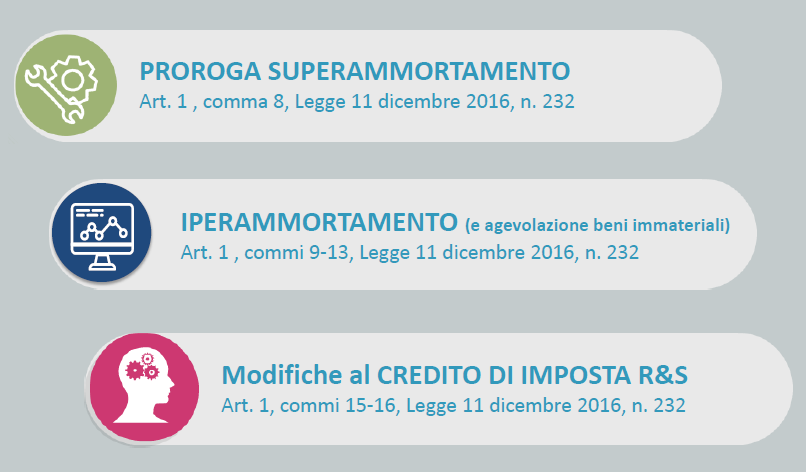 PROROGA SUPERAMMORTAMENTO
Art. 1 , comma 8, Legge 11 dicembre 2016, n. 232
IPERAMMORTAMENTO (e agevolazione beni immateriali)
Art. 1 , commi 9-13, Legge 11 dicembre 2016, n. 232
Modifiche al CREDITO DI IMPOSTA R&S
Art. 1, commi 15-16, Legge 11 dicembre 2016, n. 232